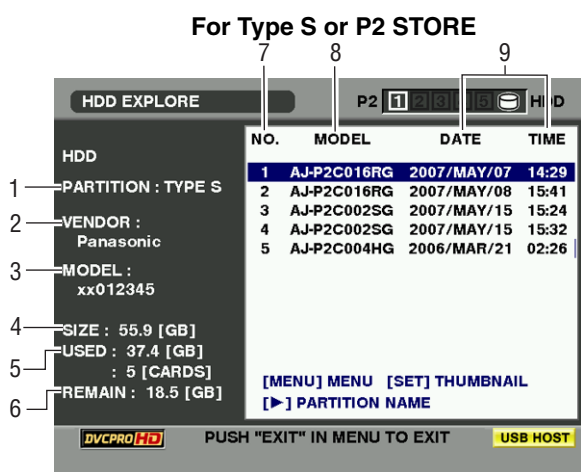 For Type S or P2 STORE
7 8 9
HDD EXPLORE P2 1 2 3 4 5 HDD
HDD
1 PARTITION : TYPE S
2 VENDOR :
Panasonic
3 MODEL :
xx012345
4 SIZE : 55.9 [GB]
5 USED : 37.4 [GB]
: 5 [CARDS]
6 REMAIN : 18.5 [GB]
NO. MODEL DATE TIME
1 AJ-P2C016RG 2007/MAY/07 14:29
2 AJ-P2C016RG 2007/MAY/08 15:41
3 AJ-P2C002SG 2007/MAY/15 15:24
4 AJ-P2C002SG 2007/MAY/15 15:32
5 AJ-P2C004HG 2006/MAR/21 02:26
[MENU] MENU [SET] THUMBNAIL
[▶] PARTITION NAME
DVCPRO HD PUSH "EXIT" IN MENU TO EXIT USB HOST